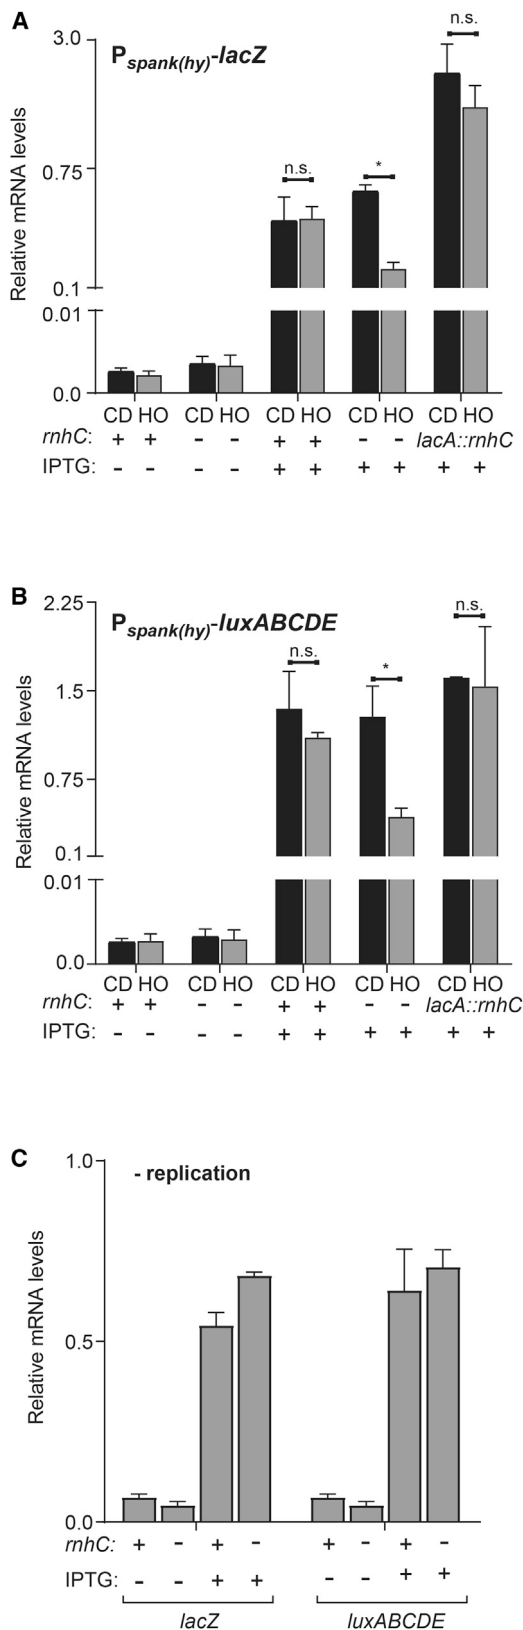 A
P_spank(hy)-lacZ
n.s.
3.0
Relative mRNA levels
0.75
n.s.
*
0.1
0.01
0.0
CD HO CD HO CD HO CD HO CD HO
rnhC: + + - - + + - - lacA::rnhC
IPTG: - - - - + + + + + +
B
2.25
P_spank(hy)-luxABCDE
n.s.
n.s.
*
1.5
Relative mRNA levels
0.75
0.1
0.01
0.0
CD HO CD HO CD HO CD HO CD HO
rnhC: + + - - + + - - lacA::rnhC
IPTG: - - - - + + + + + +
C
1.0
- replication
Relative mRNA levels
0.5
0.0
rnhC: + - + - + - + -
IPTG: - - + + - - + +
lacZ luxABCDE